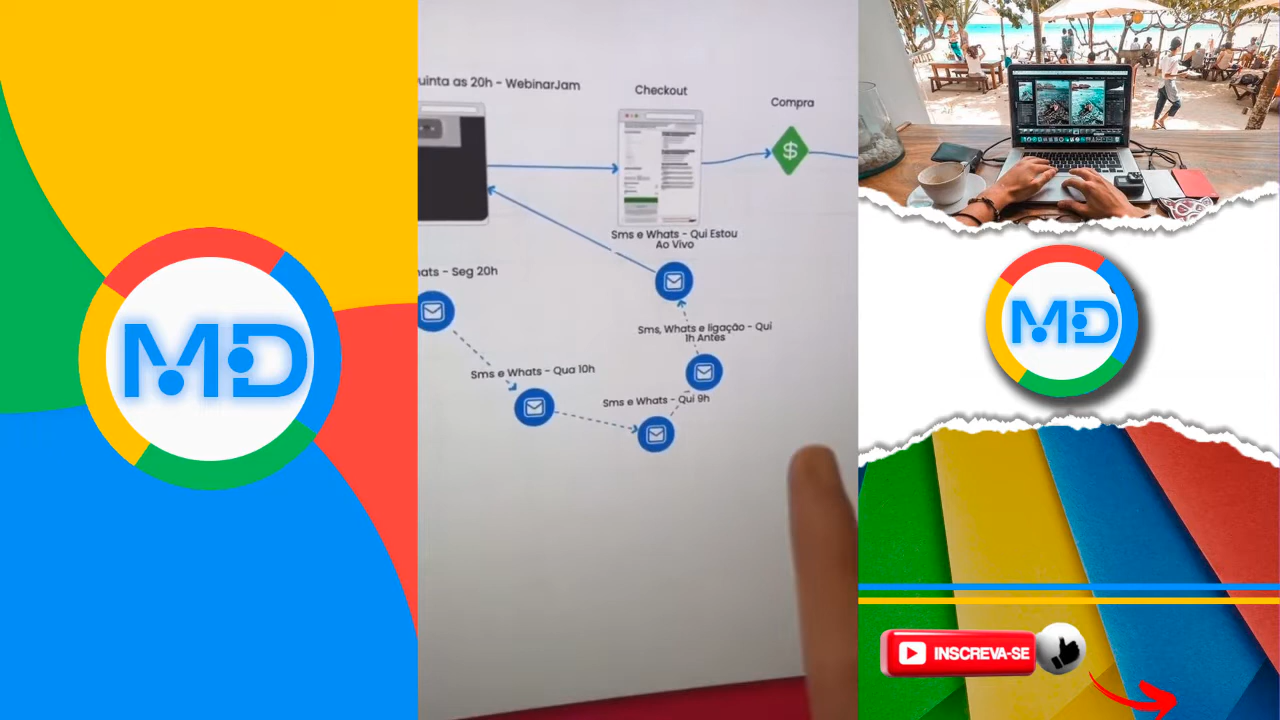 MD
uinta as 20h - WebinarJam
Checkout
Compra
$
Sms e Whats - Qui Estou
Ao Vivo
ats - Seg 20h
Sms, Whats e ligação - Qui
1h Antes
Sms e Whats - Qua 10h
Sms e Whats - Qui 9h
MD
INSCREVA-SE